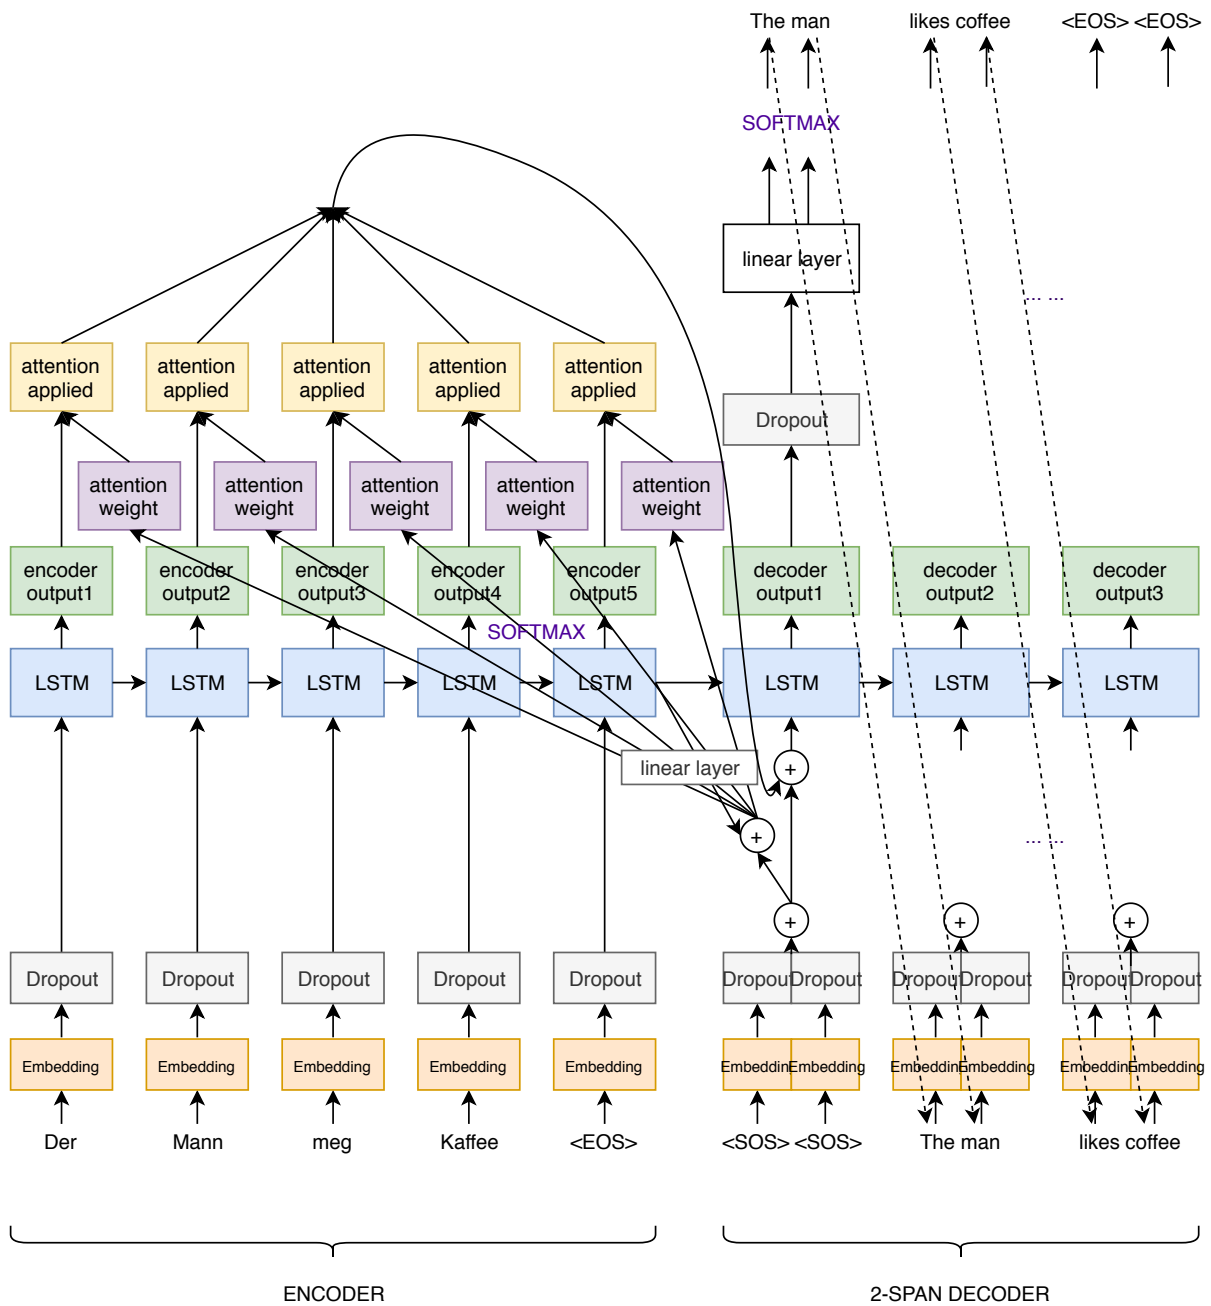 The man likes coffee <EOS> <EOS>
SOFTMAX
linear layer
... ...
attention applied attention applied attention applied attention applied attention applied
Dropout
attention weight attention weight attention weight attention weight attention weight
encoder output1 encoder output2 encoder output3 encoder output4 encoder output5 decoder output1 decoder output2 decoder output3
SOFTMAX
LSTM LSTM LSTM LSTM LSTM LSTM LSTM LSTM
linear layer +
+
... ...
+ + +
Dropout Dropout Dropout Dropout Dropout Dropout Dropout Dropout Dropout Dropout Dropout
Embedding Embedding Embedding Embedding Embedding Embedding Embedding Embedding Embedding Embedding Embedding
Der Mann meg Kaffee <EOS> <SOS> <SOS> The man likes coffee
ENCODER 2-SPAN DECODER